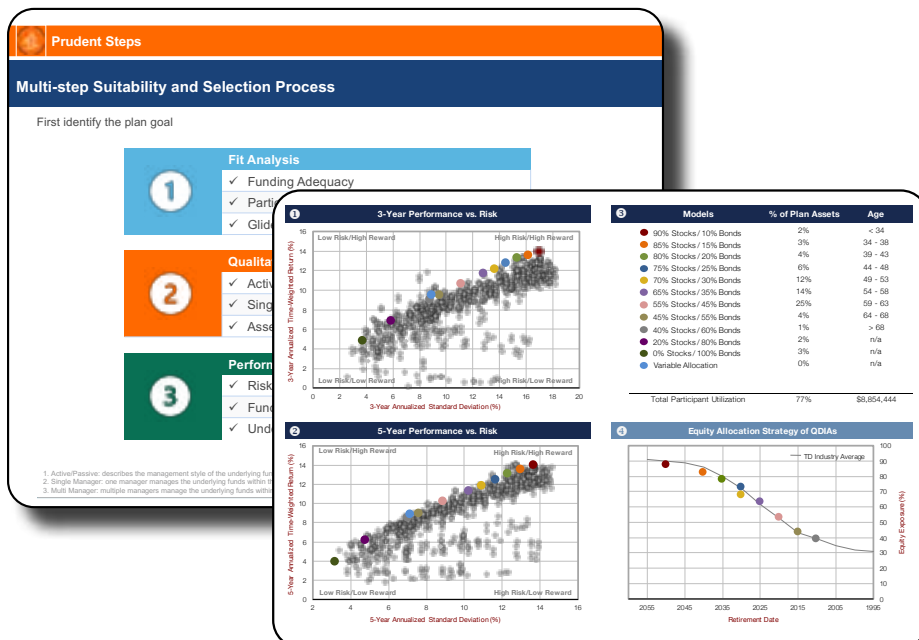 Prudent Steps
Multi-step Suitability and Selection Process
First identify the plan goal
1
Fit Analysis
✓ Funding Adequacy
✓
✓
2
✓
✓
✓
3
✓ Risk
✓
✓
1. Active/Passive: describes the management style of the underlying
2. Single Manager: one manager manages the underlying funds within
3. Multi Manager: multiple managers manage the underlying funds
1 3-Year Performance vs. Risk
Low Risk/High Reward High Risk/High Reward
Low Risk/Low Reward High Risk/Low Reward
3-Year Annualized Time-Weighted Return (%)
16
14
12
10
8
6
4
2
0
0 2 4 6 8 10 12 14 16 18 20
3-Year Annualized Standard Deviation (%)
3 Models % of Plan Assets Age
90% Stocks / 10% Bonds 2% < 34
85% Stocks / 15% Bonds 3% 34 - 38
80% Stocks / 20% Bonds 4% 39 - 43
75% Stocks / 25% Bonds 6% 44 - 48
70% Stocks / 30% Bonds 12% 49 - 53
65% Stocks / 35% Bonds 14% 54 - 58
55% Stocks / 45% Bonds 25% 59 - 63
45% Stocks / 55% Bonds 4% 64 - 68
40% Stocks / 60% Bonds 1% > 68
20% Stocks / 80% Bonds 2% n/a
0% Stocks / 100% Bonds 3% n/a
Variable Allocation 0% n/a
Total Participant Utilization 77% $8,854,444
2 5-Year Performance vs. Risk
Low Risk/High Reward High Risk/High Reward
Low Risk/Low Reward High Risk/Low Reward
5-Year Annualized Time-Weighted Return (%)
16
14
12
10
8
6
4
2
0
2 4 6 8 10 12 14 16
5-Year Annualized Standard Deviation (%)
4 Equity Allocation Strategy of QDIAs
TD Industry Average
100
90
80
70
60
50
40
30
20
10
0
Equity Exposure (%)
2055 2045 2035 2025 2015 2005 1995
Retirement Date